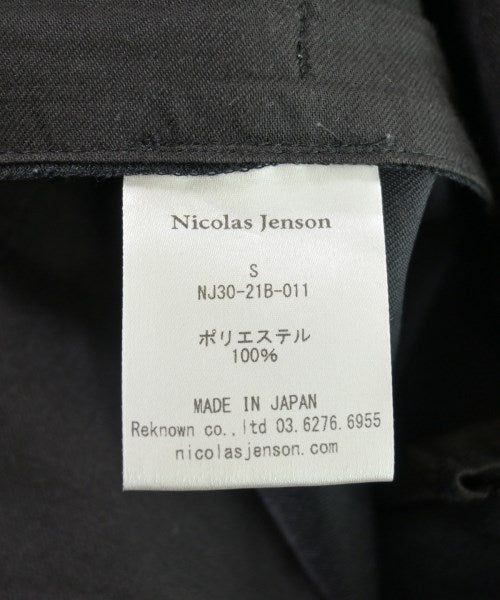 Nicolas Jenson
S
NJ30-21B-011
ポリエステル
100%
MADE IN JAPAN
Reknown co.,ltd 03.6276.6955
nicolasjenson.com